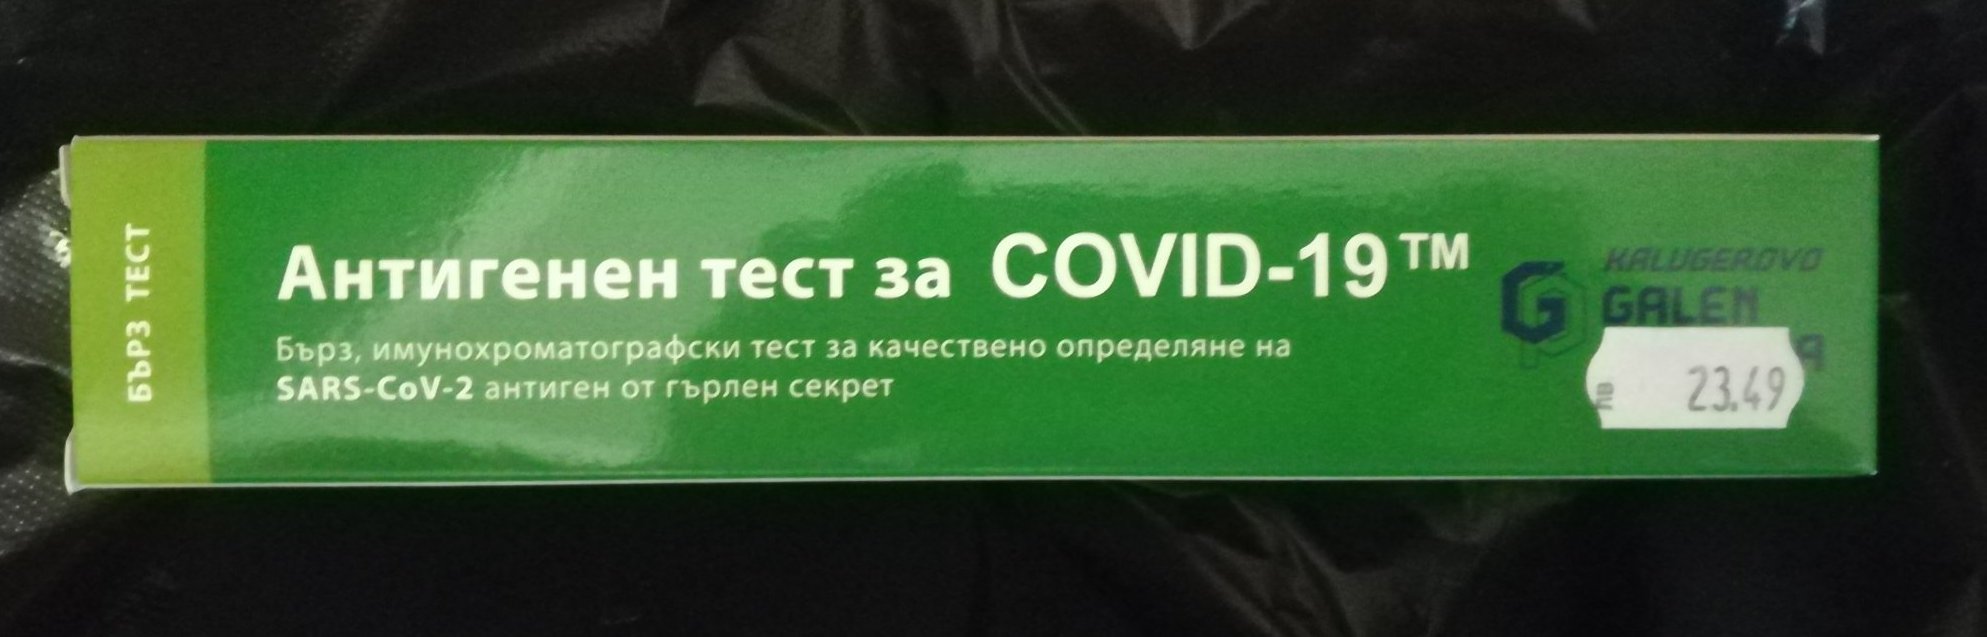 БЪРЗ ТЕСТ
Антигенен тест за COVID-19™
Бърз, имунохроматографски тест за качествено определяне на
SARS-CoV-2 антиген от гърлен секрет
KALUGEROVO
GALEN
лв 23.49